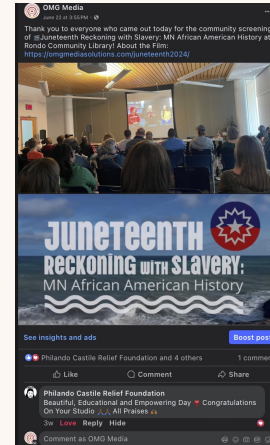 OMG Media
June 22 at 3:55 PM
Thank you to everyone who came out today for the community screening
of Juneteenth Reckoning with Slavery: MN African American History at
Rondo Community Library! About the Film:
https://omgmediasolutions.com/juneteenth2024/
JUNETEENTH
RECKONING WITH SLAVERY:
MN African American History
See insights and ads
Boost post
Philando Castile Relief Foundation and 4 others
1 comment
Like
Comment
Share
Philando Castile Relief Foundation
Beautiful, Educational and Empowering Day Congratulations
On Your Studio 🙏🙏 All Praises 🙏
3w Love Reply Hide
Comment as OMG Media